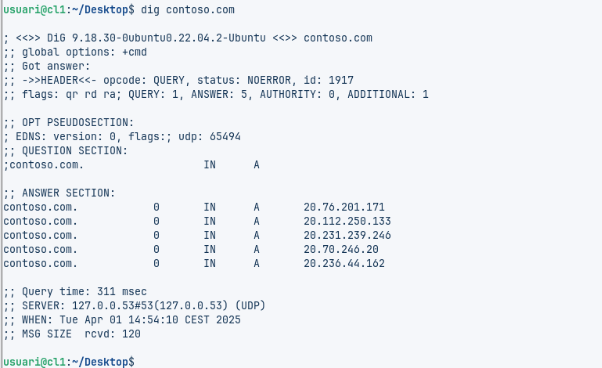 usuari@cl1:~/Desktop$ dig contoso.com
; <<>> DiG 9.18.30-0ubuntu0.22.04.2-Ubuntu <<>> contoso.com
;; global options: +cmd
;; Got answer:
;; ->>HEADER<<- opcode: QUERY, status: NOERROR, id: 1917
;; flags: qr rd ra; QUERY: 1, ANSWER: 5, AUTHORITY: 0, ADDITIONAL: 1
;; OPT PSEUDOSECTION:
; EDNS: version: 0, flags:; udp: 65494
;; QUESTION SECTION:
;contoso.com. IN A
;; ANSWER SECTION:
contoso.com. 0 IN A 20.76.201.171
contoso.com. 0 IN A 20.112.250.133
contoso.com. 0 IN A 20.231.239.246
contoso.com. 0 IN A 20.70.246.20
contoso.com. 0 IN A 20.236.44.162
;; Query time: 311 msec
;; SERVER: 127.0.0.53#53(127.0.0.53) (UDP)
;; WHEN: Tue Apr 01 14:54:10 CEST 2025
;; MSG SIZE rcvd: 120
usuari@cl1:~/Desktop$